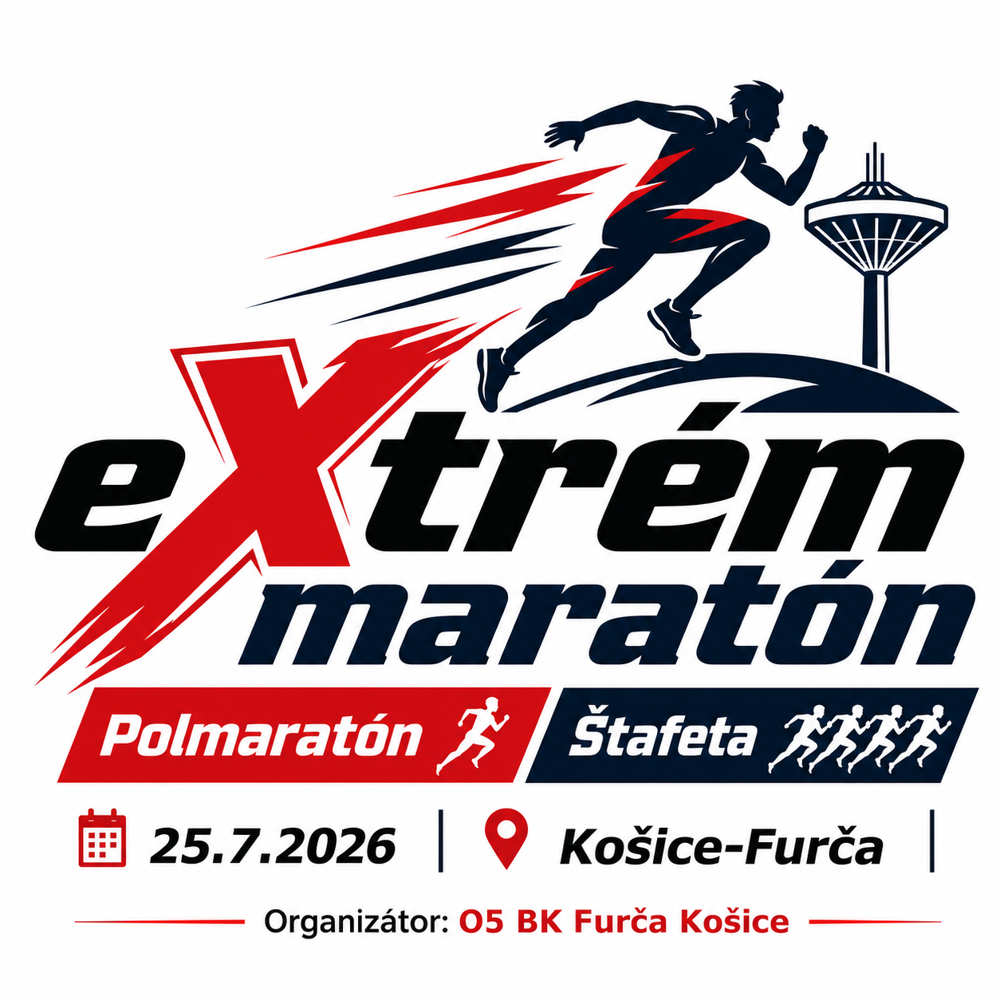 eXtrém
maratón
Polmaratón
Štafeta
25.7.2026
Košice-Furča
Organizátor: O5 BK Furča Košice